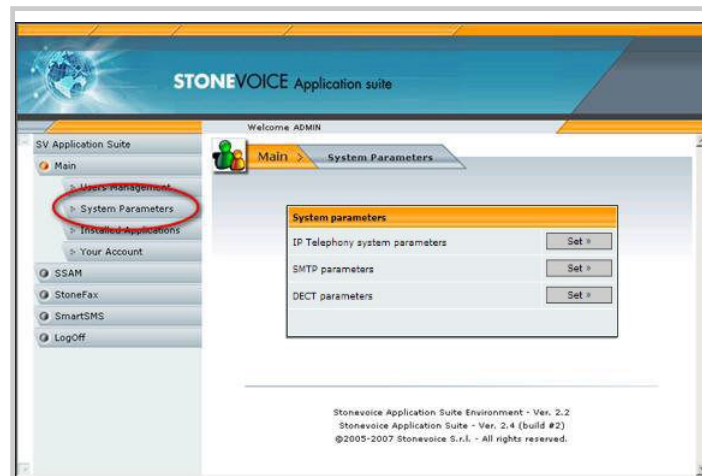 STONEVOICE Application suite
Welcome ADMIN
SV Application Suite
Main
Users Management
System Parameters
Installed Applications
Your Account
SSAM
StoneFax
SmartSMS
LogOff
Main > System Parameters
System parameters
IP Telephony system parameters Set »
SMTP parameters Set »
DECT parameters Set »
Stonevoice Application Suite Environment - Ver. 2.2
Stonevoice Application Suite - Ver. 2.4 (build #2)
@2005-2007 Stonevoice S.r.l. - All rights reserved.